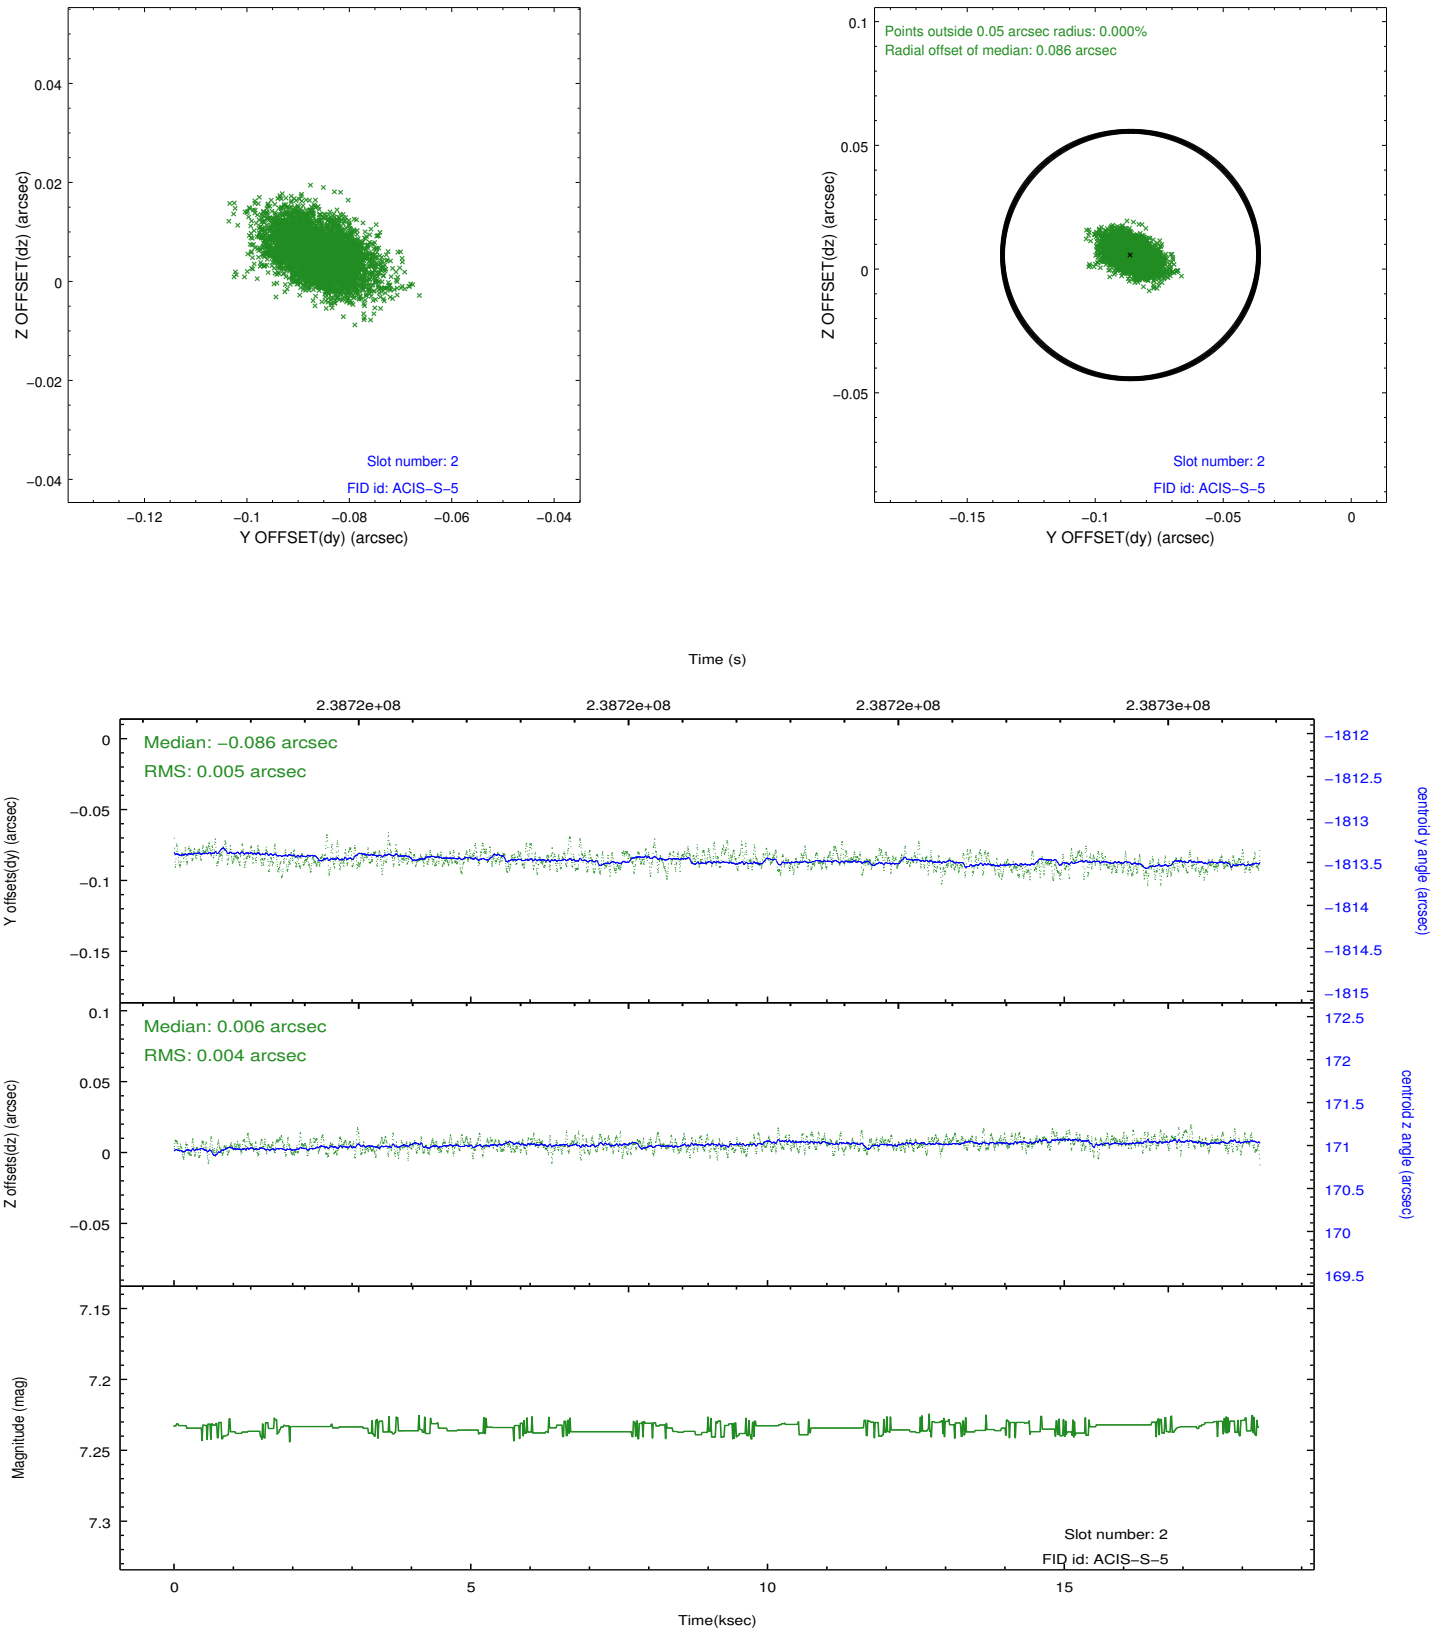 0.04
0.02
0
−0.02
−0.04
Z OFFSET(dz) (arcsec)
Slot number: 2
FID id: ACIS−S−5
−0.12
−0.1
−0.08
−0.06
−0.04
Y OFFSET(dy) (arcsec)
Points outside 0.05 arcsec radius: 0.000%
Radial offset of median: 0.086 arcsec
0.1
0.05
0
−0.05
Z OFFSET(dz) (arcsec)
Slot number: 2
FID id: ACIS−S−5
−0.15
−0.1
−0.05
0
Y OFFSET(dy) (arcsec)
Time (s)
2.3872e+08
2.3872e+08
2.3872e+08
2.3873e+08
Median: −0.086 arcsec
RMS: 0.005 arcsec
0
−0.05
−0.1
−0.15
Y offsets(dy) (arcsec)
−1812
−1812.5
−1813
−1813.5
−1814
−1814.5
−1815
centroid y angle (arcsec)
Median: 0.006 arcsec
RMS: 0.004 arcsec
0.1
0.05
0
−0.05
Z offsets(dz) (arcsec)
172.5
172
171.5
171
170.5
170
169.5
centroid z angle (arcsec)
7.15
7.2
7.25
7.3
Magnitude (mag)
Slot number: 2
FID id: ACIS−S−5
0
5
10
15
Time(ksec)